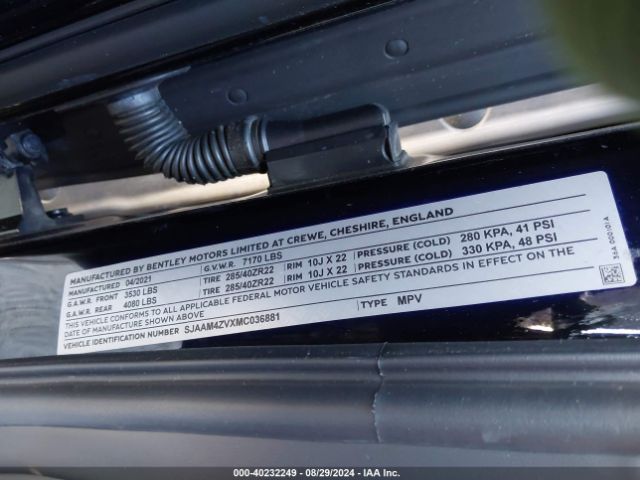 MANUFACTURED BY BENTLEY MOTORS LIMITED AT CREWE, CHESHIRE, ENGLAND
04/2021 G.V.W.R. 7170 LBS
G.A.W.R. FRONT 3530 LBS TIRE 285/40ZR22 RIM 10J X 22 PRESSURE (COLD) 280 KPA, 41 PSI
G.A.W.R. REAR 4080 LBS TIRE 285/40ZR22 RIM 10J X 22 PRESSURE (COLD) 330 KPA, 48 PSI
THIS VEHICLE CONFORMS TO ALL APPLICABLE FEDERAL MOTOR VEHICLE SAFETY STANDARDS IN EFFECT ON THE
DATE OF MANUFACTURE SHOWN ABOVE
VEHICLE IDENTIFICATION NUMBER SJAAM4ZVXMC036881 TYPE MPV
36A 000 101A
000-40232249 - 08/29/2024 - IAA Inc.